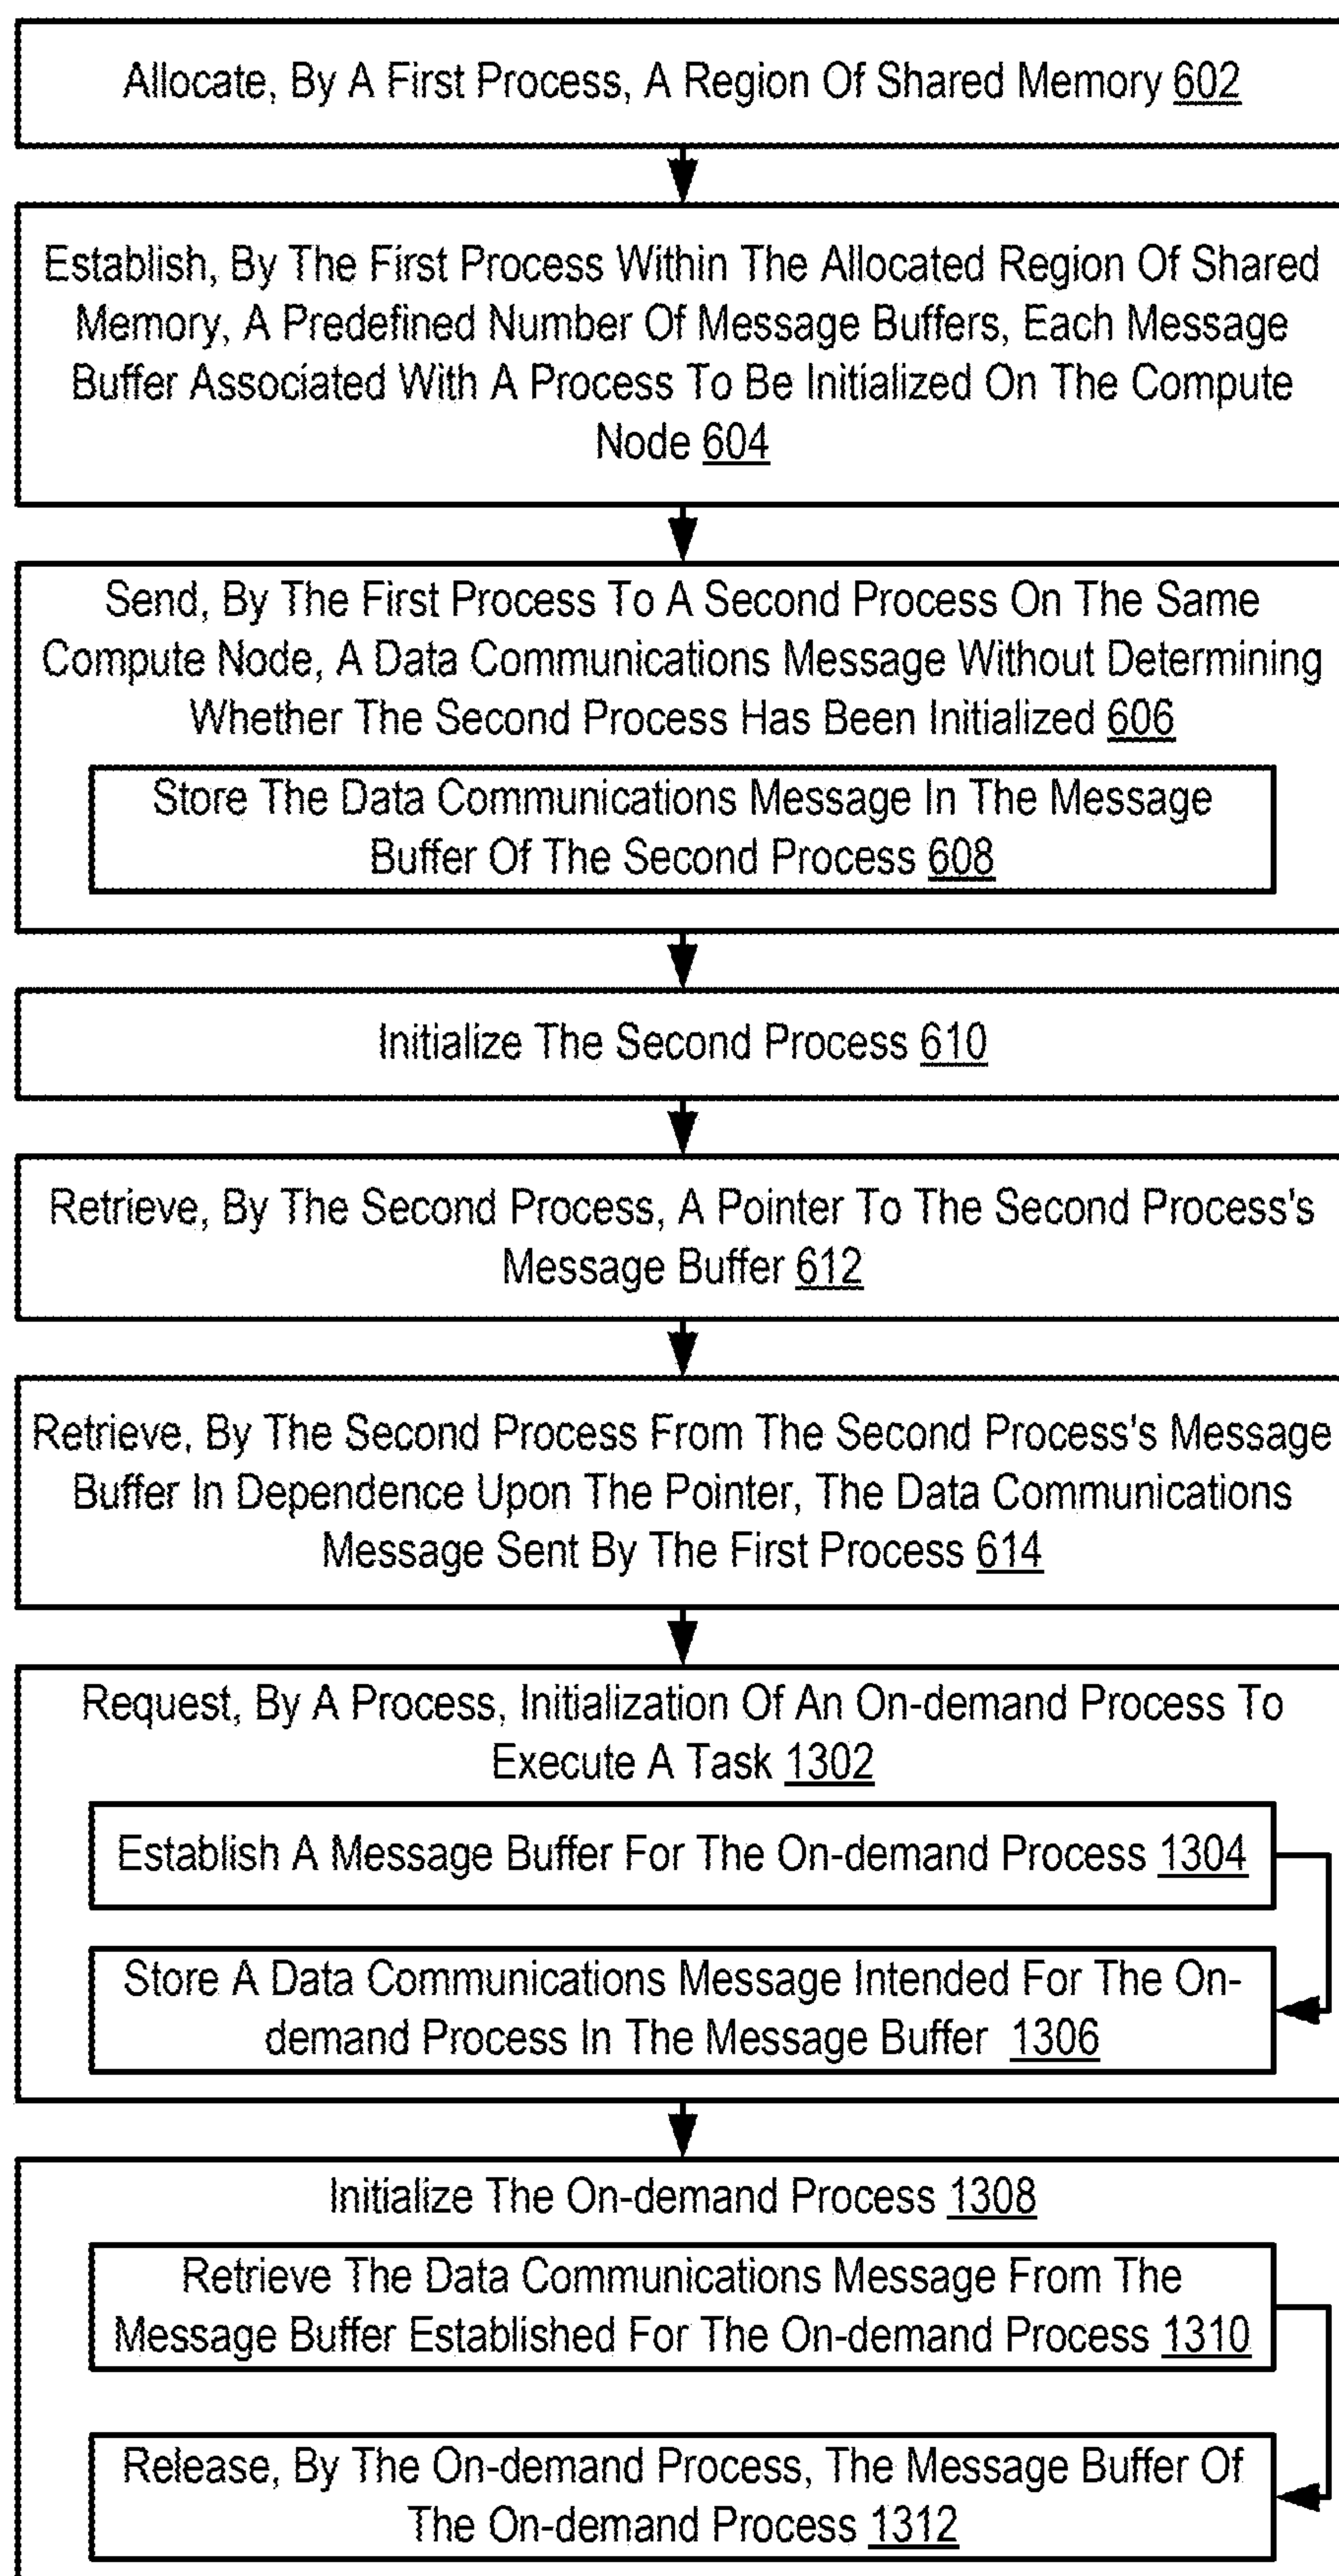 Allocate, By A First Process, A Region Of Shared Memory 602
Establish, By The First Process Within The Allocated Region Of Shared
Memory, A Predefined Number Of Message Buffers, Each Message
Buffer Associated With A Process To Be Initialized On The Compute
Node 604
Send, By The First Process To A Second Process On The Same
Compute Node, A Data Communications Message Without Determining
Whether The Second Process Has Been Initialized 606
Store The Data Communications Message In The Message
Buffer Of The Second Process 608
Initialize The Second Process 610
Retrieve, By The Second Process, A Pointer To The Second Process's
Message Buffer 612
Retrieve, By The Second Process From The Second Process's Message
Buffer In Dependence Upon The Pointer, The Data Communications
Message Sent By The First Process 614
Request, By A Process, Initialization Of An On-demand Process To
Execute A Task 1302
Establish A Message Buffer For The On-demand Process 1304
Store A Data Communications Message Intended For The On-
demand Process In The Message Buffer 1306
Initialize The On-demand Process 1308
Retrieve The Data Communications Message From The
Message Buffer Established For The On-demand Process 1310
Release, By The On-demand Process, The Message Buffer Of
The On-demand Process 1312